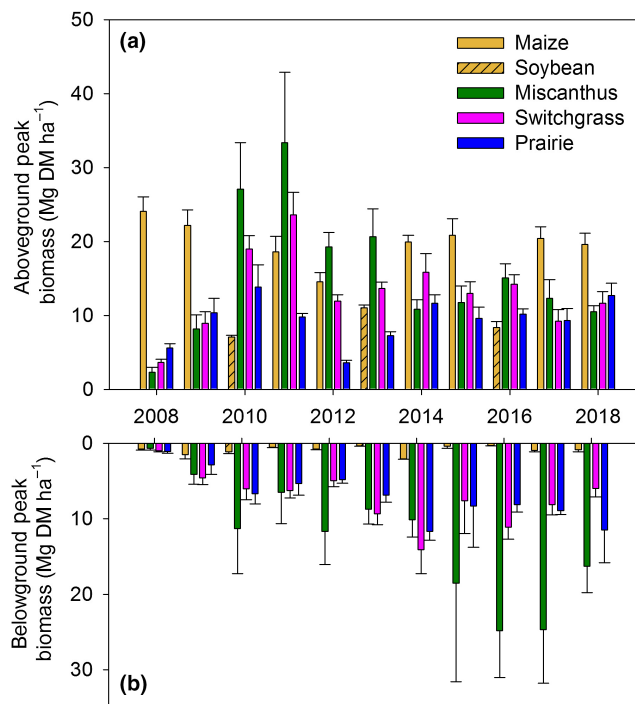 50
(a)
Maize
Soybean
Miscanthus
Switchgrass
Prairie
40
30
20
10
0
Aboveground peak
biomass (Mg DM ha⁻¹)
2008 2010 2012 2014 2016 2018
0
10
20
30
Belowground peak
biomass (Mg DM ha⁻¹)
(b)